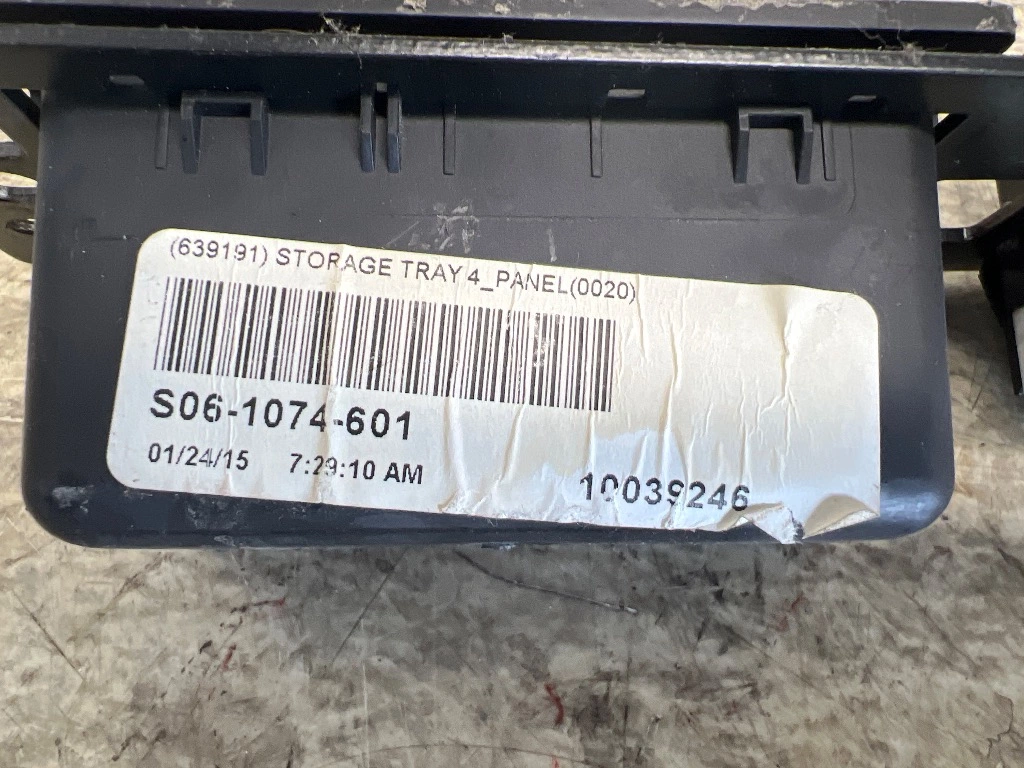 (639191) STORAGE TRAY 4_PANEL(0020)
S06-1074-601
01/24/15 7:29:10 AM
10039246